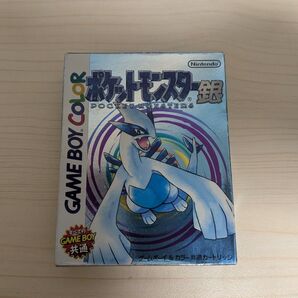 Nintendo
ポケットモンスター銀
POCKET MONSTERS
GAME BOY COLOR
GAME BOY
共通
ゲームボーイ&カラー共通カートリッジ